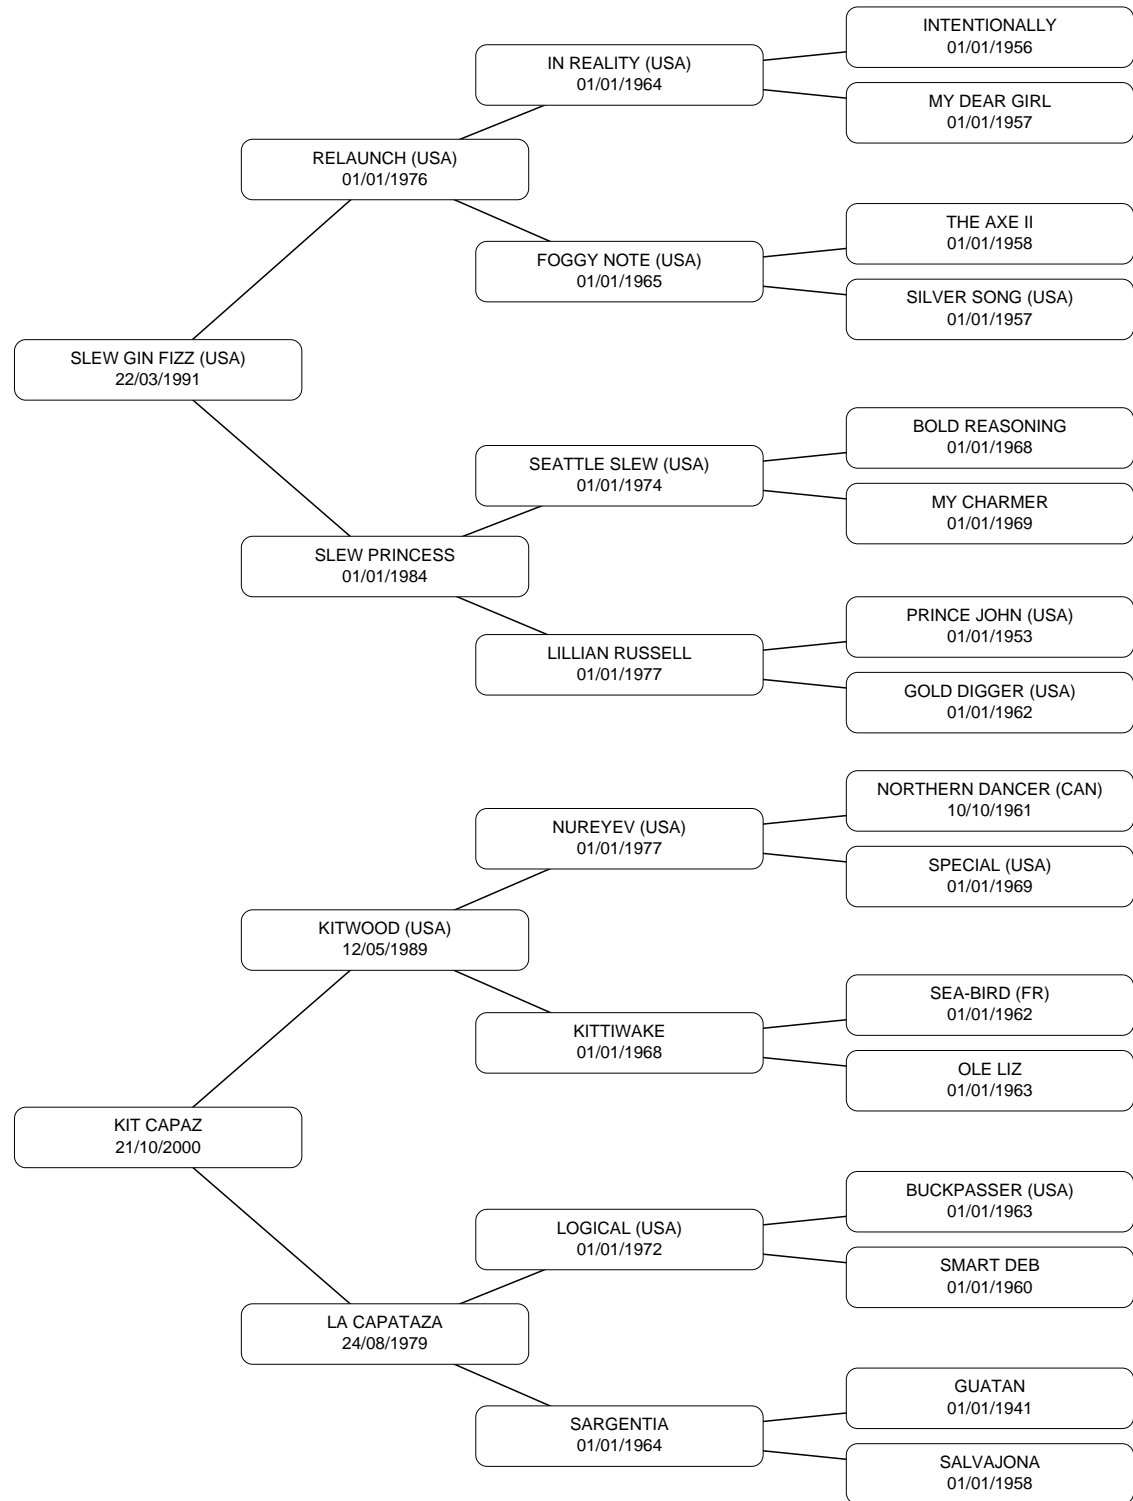 INTENTIONALLY
01/01/1956
IN REALITY (USA)
01/01/1964
MY DEAR GIRL
01/01/1957
RELAUNCH (USA)
01/01/1976
THE AXE II
01/01/1958
FOGGY NOTE (USA)
01/01/1965
SILVER SONG (USA)
01/01/1957
SLEW GIN FIZZ (USA)
22/03/1991
BOLD REASONING
01/01/1968
SEATTLE SLEW (USA)
01/01/1974
MY CHARMER
01/01/1969
SLEW PRINCESS
01/01/1984
PRINCE JOHN (USA)
01/01/1953
LILLIAN RUSSELL
01/01/1977
GOLD DIGGER (USA)
01/01/1962
NORTHERN DANCER (CAN)
10/10/1961
NUREYEV (USA)
01/01/1977
SPECIAL (USA)
01/01/1969
KITWOOD (USA)
12/05/1989
SEA-BIRD (FR)
01/01/1962
KITTIWAKE
01/01/1968
OLE LIZ
01/01/1963
KIT CAPAZ
21/10/2000
BUCKPASSER (USA)
01/01/1963
LOGICAL (USA)
01/01/1972
SMART DEB
01/01/1960
LA CAPATAZA
24/08/1979
GUATAN
01/01/1941
SARGENTIA
01/01/1964
SALVAJONA
01/01/1958